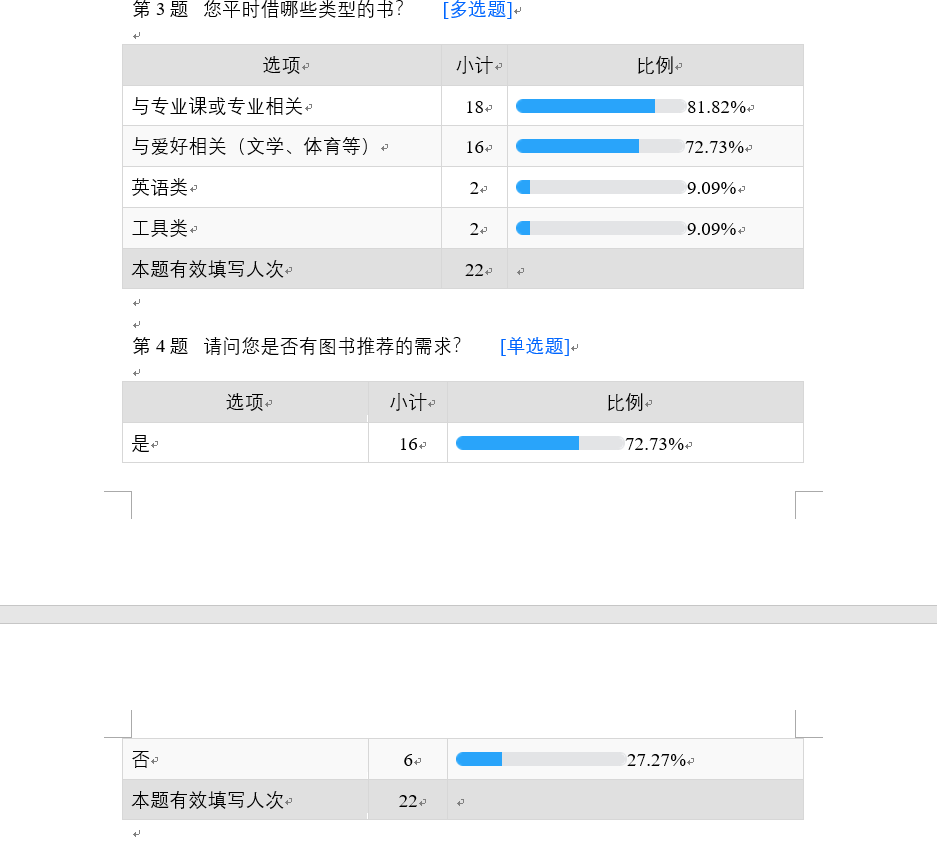 第 3 题 您平时借哪些类型的书? [多选题]
选项 小计 比例
与专业课或专业相关 18 81.82%
与爱好相关（文学、体育等） 16 72.73%
英语类 2 9.09%
工具类 2 9.09%
本题有效填写人次 22
第 4 题 请问您是否有图书推荐的需求? [单选题]
选项 小计 比例
是 16 72.73%
否 6 27.27%
本题有效填写人次 22